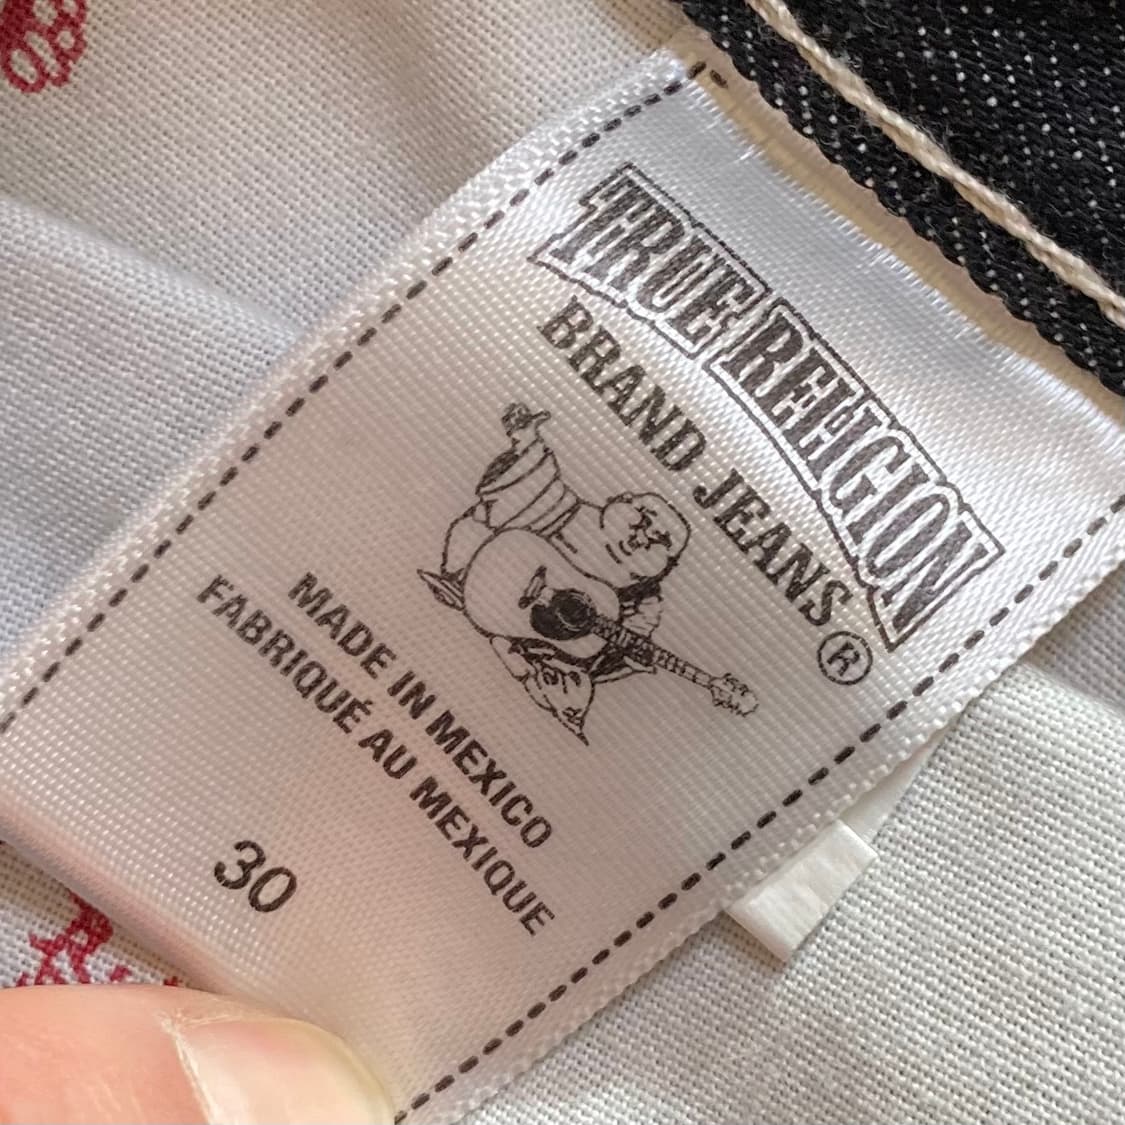 TRUE RELIGION
BRAND JEANS®
MADE IN MEXICO
FABRIQUÉ AU MEXIQUE
30